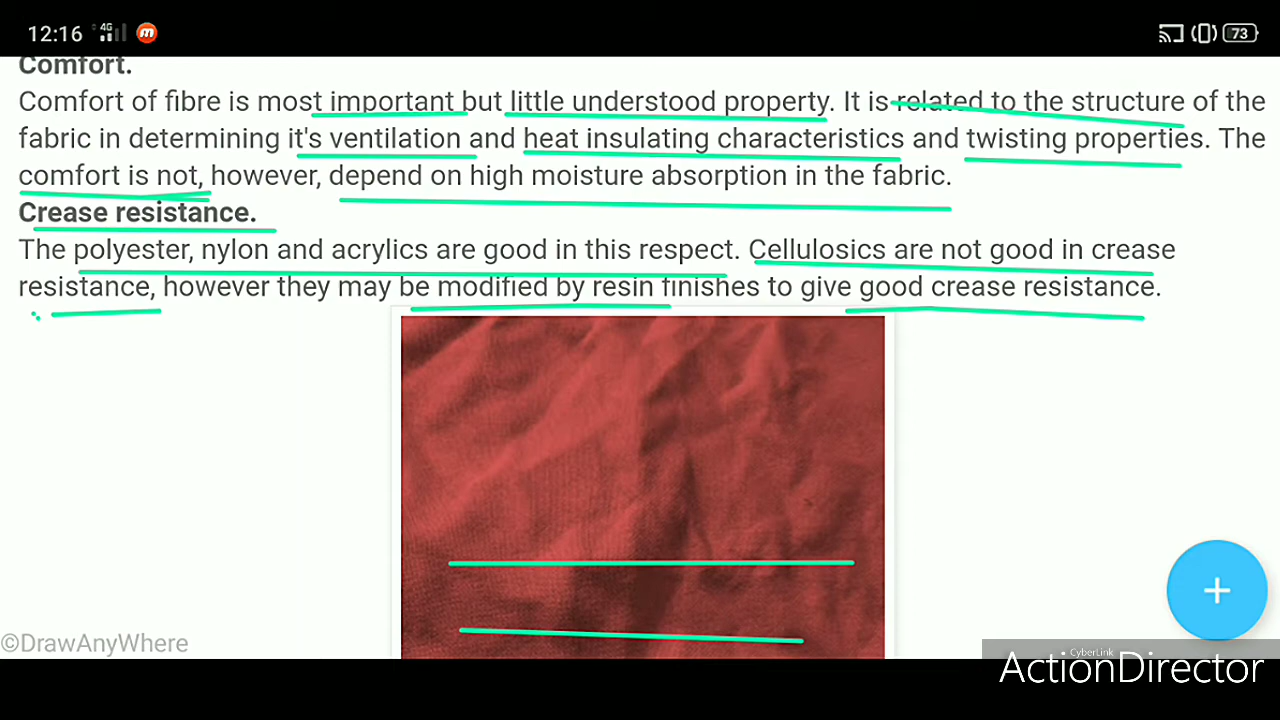 12:16 4G 73
Comfort.
Comfort of fibre is most important but little understood property. It is related to the structure of the
fabric in determining it's ventilation and heat insulating characteristics and twisting properties. The
comfort is not, however, depend on high moisture absorption in the fabric.
Crease resistance.
The polyester, nylon and acrylics are good in this respect. Cellulosics are not good in crease
resistance, however they may be modified by resin finishes to give good crease resistance.
©DrawAnyWhere
CyberLink
ActionDirector